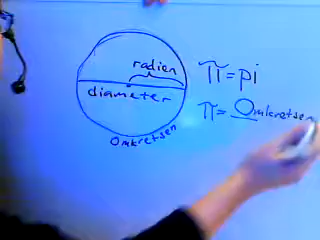 radien
diameter
Omkretsen
π = pi
π = Omkretsen